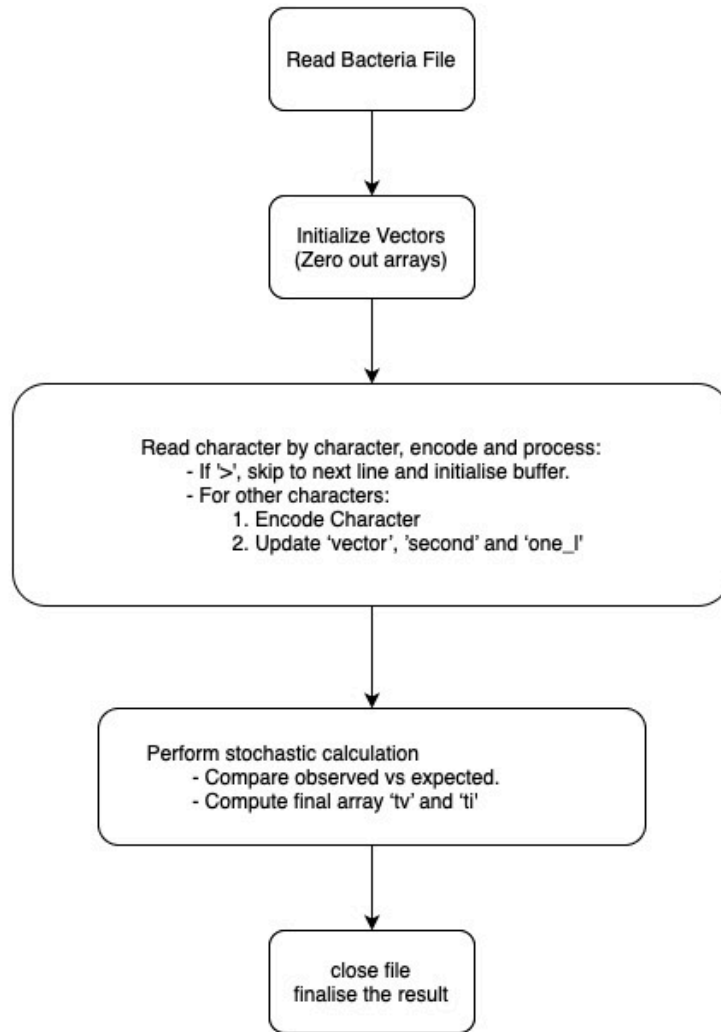 Read Bacteria File
Initialize Vectors
(Zero out arrays)
Read character by character, encode and process:
- If '>', skip to next line and initialise buffer.
- For other characters:
1. Encode Character
2. Update ‘vector’, ’second’ and ‘one_l'
Perform stochastic calculation
- Compare observed vs expected.
- Compute final array ‘tv’ and ‘ti'
close file
finalise the result